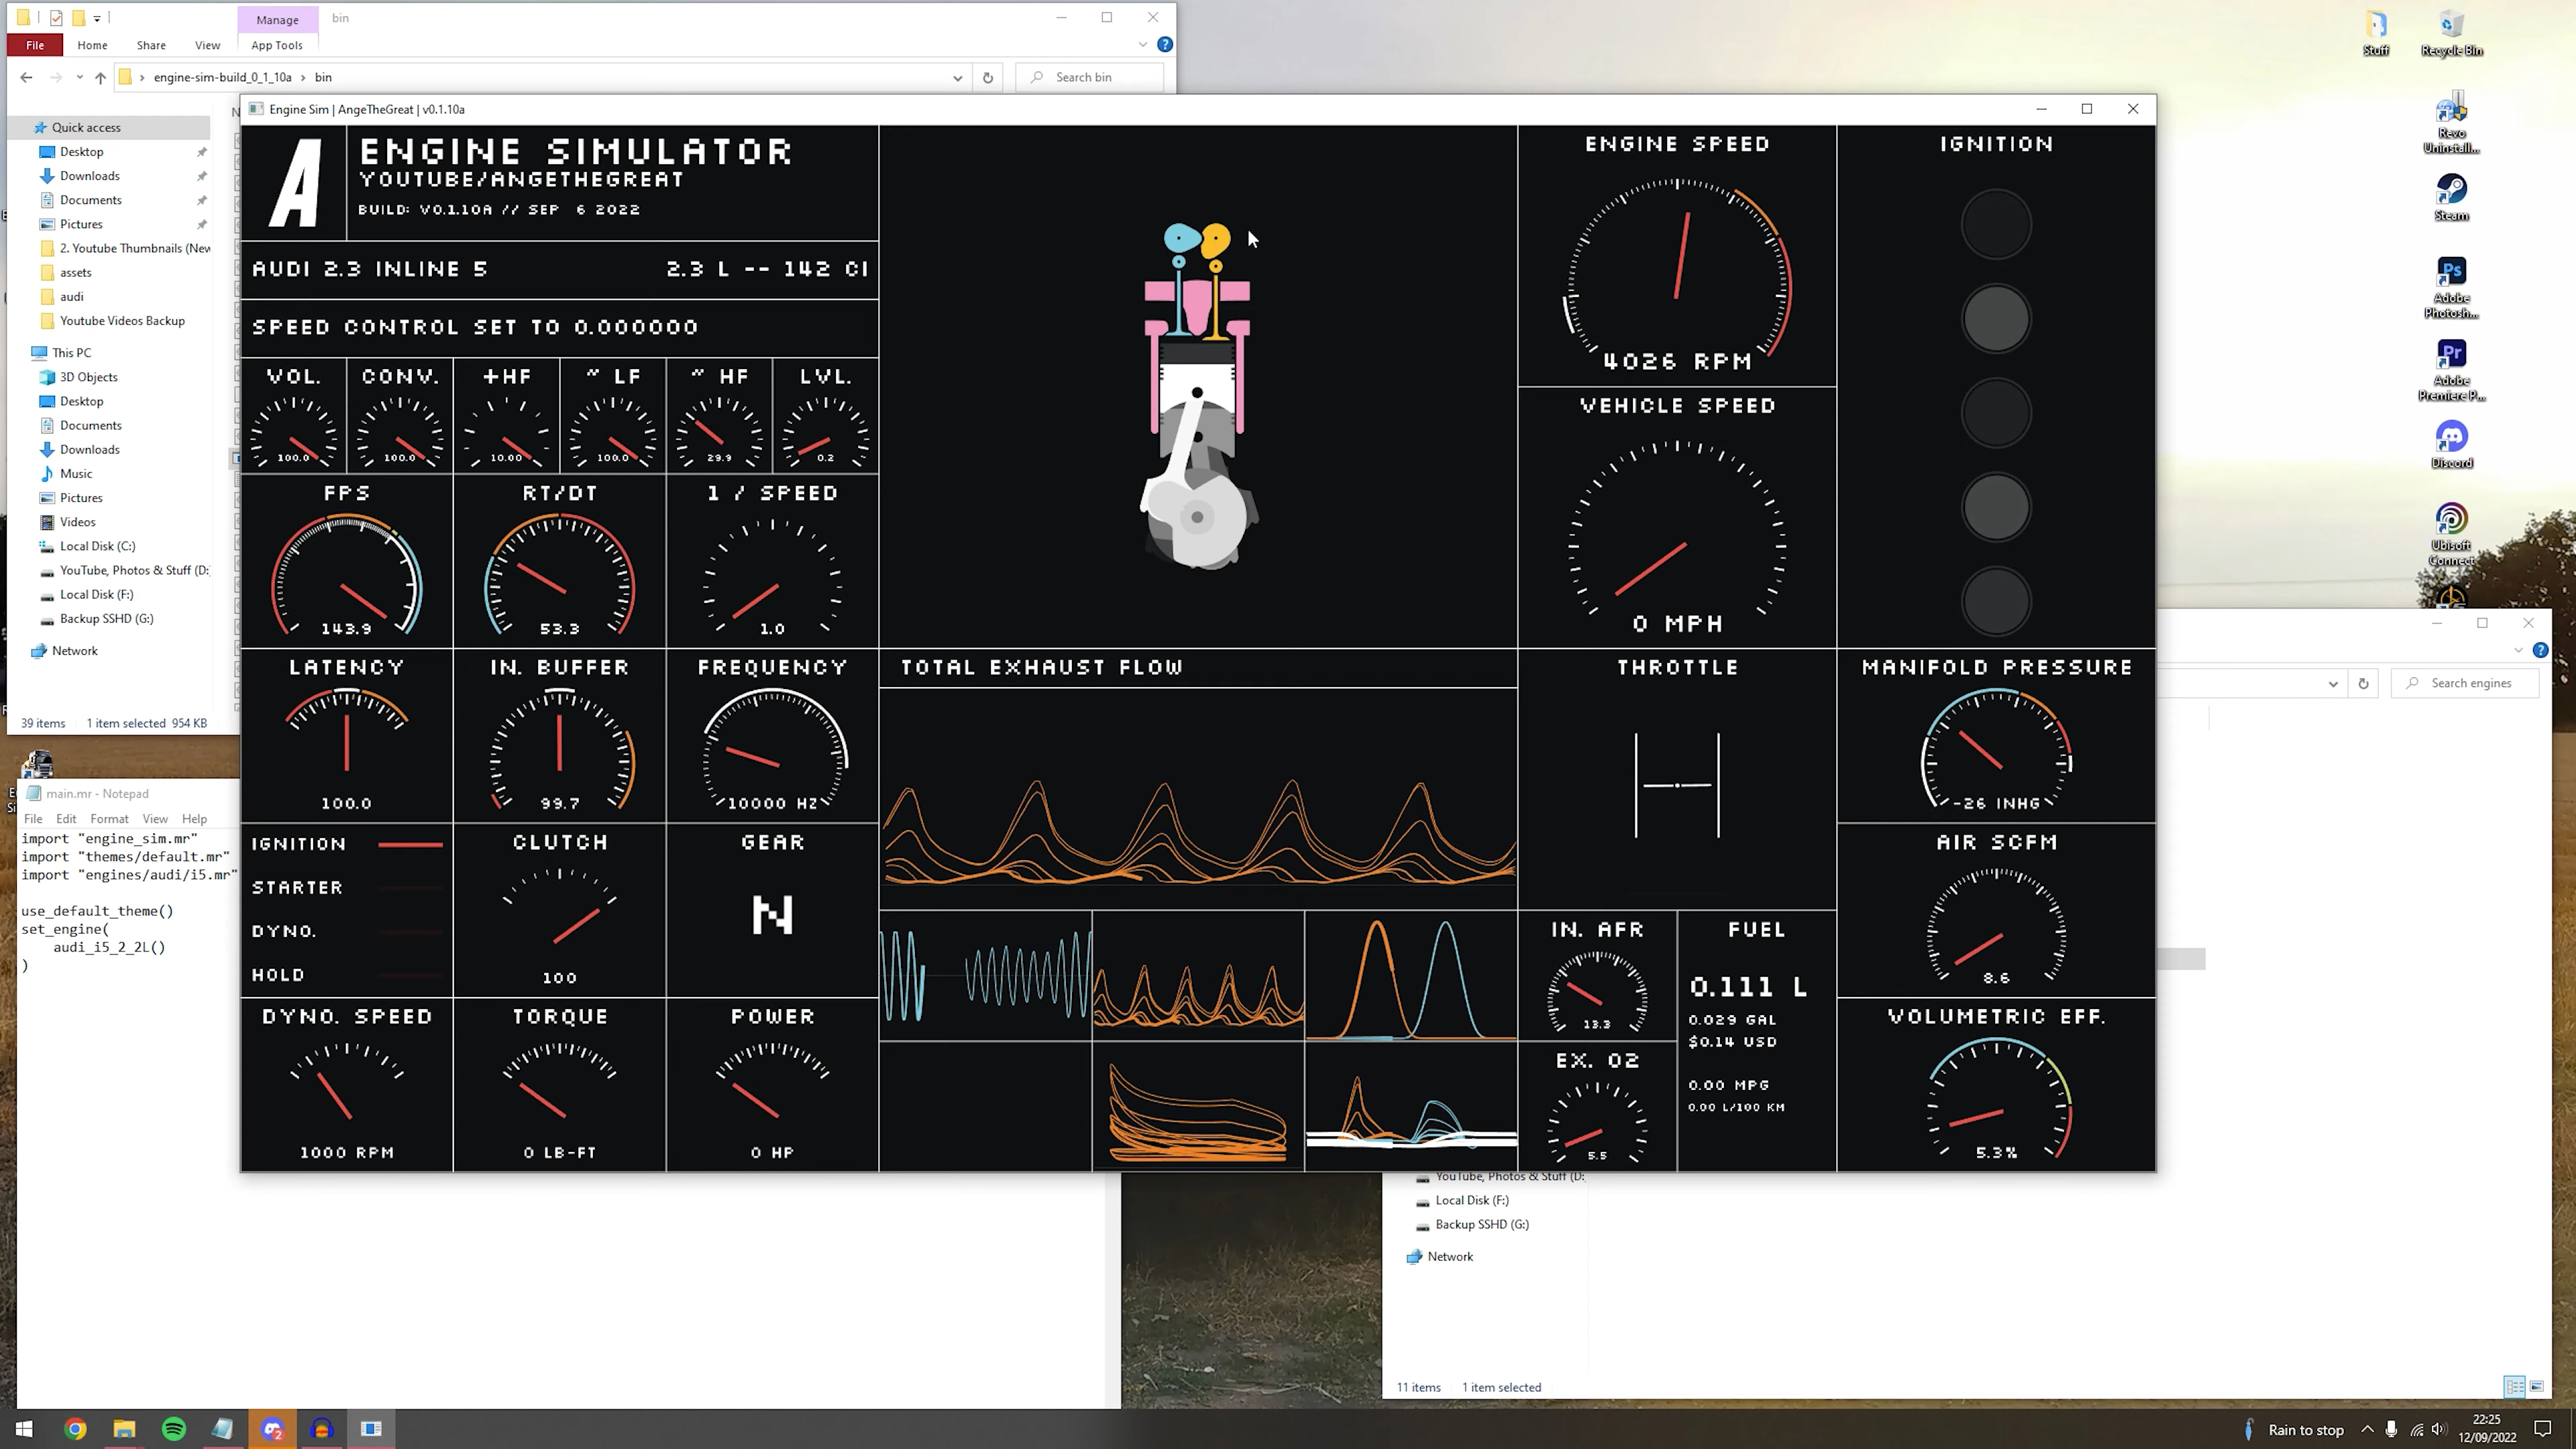 Manage
bin
File
Home
Share
View
App Tools
engine-sim-build_0_1_10a
bin
Search bin
Quick access
Desktop
Downloads
Documents
Pictures
2. Youtube Thumbnails (New
assets
audi
Youtube Videos Backup
This PC
3D Objects
Desktop
Documents
Downloads
Music
Pictures
Videos
Local Disk (C:)
YouTube, Photos & Stuff (D:
Local Disk (F:)
Backup SSHD (G:)
Network
39 items
1 item selected 954 KB
Engine Sim | AngeTheGreat | v0.1.10a
A
ENGINE SIMULATOR
YOUTUBE/ANGETHEGREAT
BUILD: V0.1.10A // SEP 6 2022
AUDI 2.3 INLINE 5
2.3 L -- 142 CI
SPEED CONTROL SET TO 0.000000
VOL.
100.0
CONV.
100.0
+HF
10.00
~ LF
100.0
~ HF
29.9
LVL.
0.2
FPS
143.9
RT/DT
53.3
1 / SPEED
1.0
LATENCY
100.0
IN. BUFFER
99.7
FREQUENCY
10000 HZ
IGNITION
STARTER
DYNO.
HOLD
CLUTCH
100
GEAR
N
DYNO. SPEED
1000 RPM
TORQUE
0 LB-FT
POWER
0 HP
TOTAL EXHAUST FLOW
ENGINE SPEED
4026 RPM
VEHICLE SPEED
0 MPH
THROTTLE
IN. AFR
13.3
EX. O2
5.5
FUEL
0.111 L
0.029 GAL
$0.14 USD
0.00 MPG
0.00 L/100 KM
IGNITION
MANIFOLD PRESSURE
-26 INHG
AIR SCFM
8.6
VOLUMETRIC EFF.
5.3%
main.mr - Notepad
File
Edit
Format
View
Help
import "engine_sim.mr"
import "themes/default.mr"
import "engines/audi/i5.mr"
use_default_theme()
set_engine(
audi_i5_2_2L()
)
Stuff
Recycle Bin
Revo
Uninstall...
Steam
Adobe
Photosh...
Adobe
Premiere P...
Discord
Ubisoft
Connect
Search engines
YouTube, Photos & Stuff (D:
Local Disk (F:)
Backup SSHD (G:)
Network
11 items
1 item selected
2
Rain to stop
22:25
12/09/2022